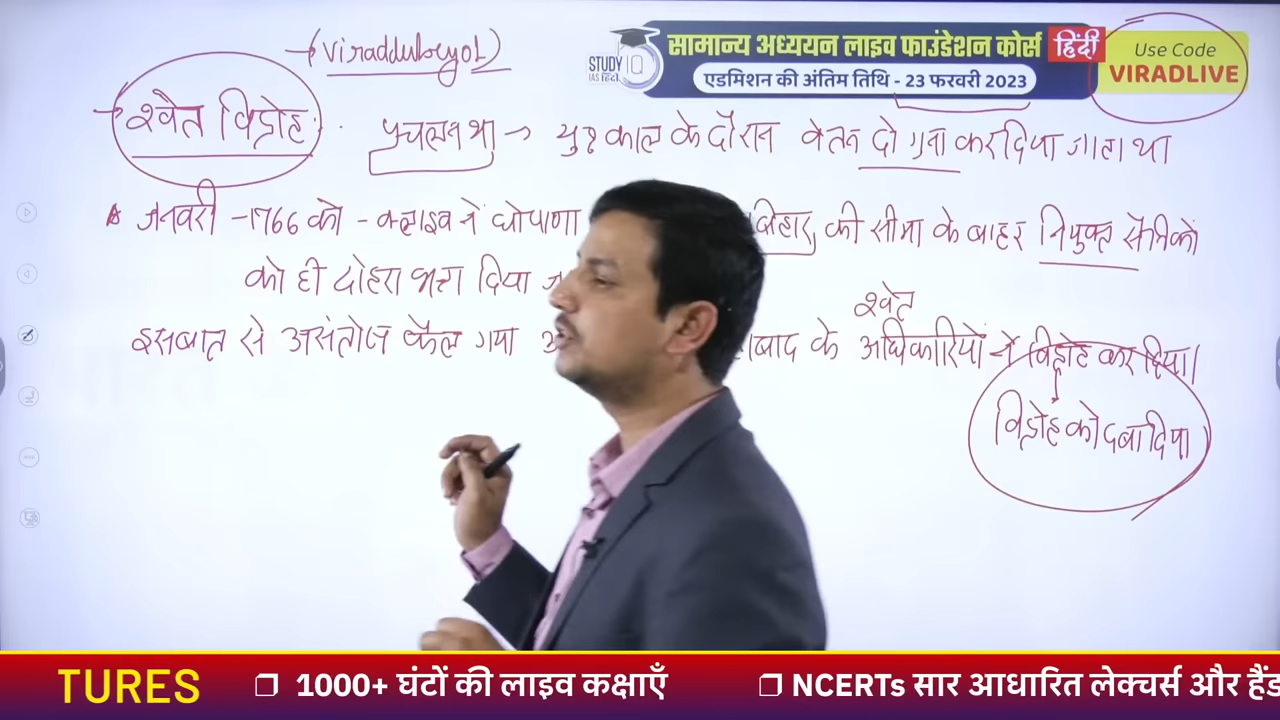 (Viraddubey01)
STUDY IQ
IAS हिंदी
सामान्य अध्ययन लाइव फाउंडेशन कोर्स हिंदी
एडमिशन की अंतिम तिथि - 23 फरवरी 2023
Use Code
VIRADLIVE
श्वेत विद्रोह
प्रचलन था → युद्ध काल के दौरान वेतन दो गुना कर दिया जाता था
जनवरी - 1766 को - क्लाइव ने घोषणा बिहार की सीमा के बाहर नियुक्त सैनिकों
को ही दोहरा भत्ता दिया
श्वेत
इस बात से असंतोष फैल गया के अधिकारियों ने विद्रोह कर दिया।
विद्रोह को दबा दिया
TURES
1000+ घंटों की लाइव कक्षाएँ
NCERTs सार आधारित लेक्चर्स और